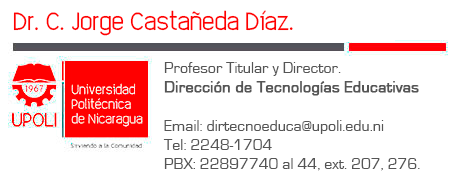 Dr. C. Jorge Castañeda Díaz.
1967
UPOLI
Universidad
Politécnica
de Nicaragua
Sirviendo a la Comunidad
Profesor Titular y Director.
Dirección de Tecnologías Educativas
Email: dirtecnoeduca@upoli.edu.ni
Tel: 2248-1704
PBX: 22897740 al 44, ext. 207, 276.